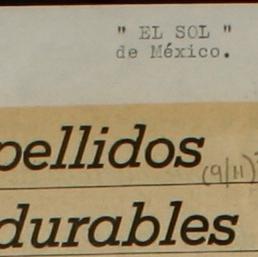 " EL SOL "
de México.
pellidos
(9/11)
durables